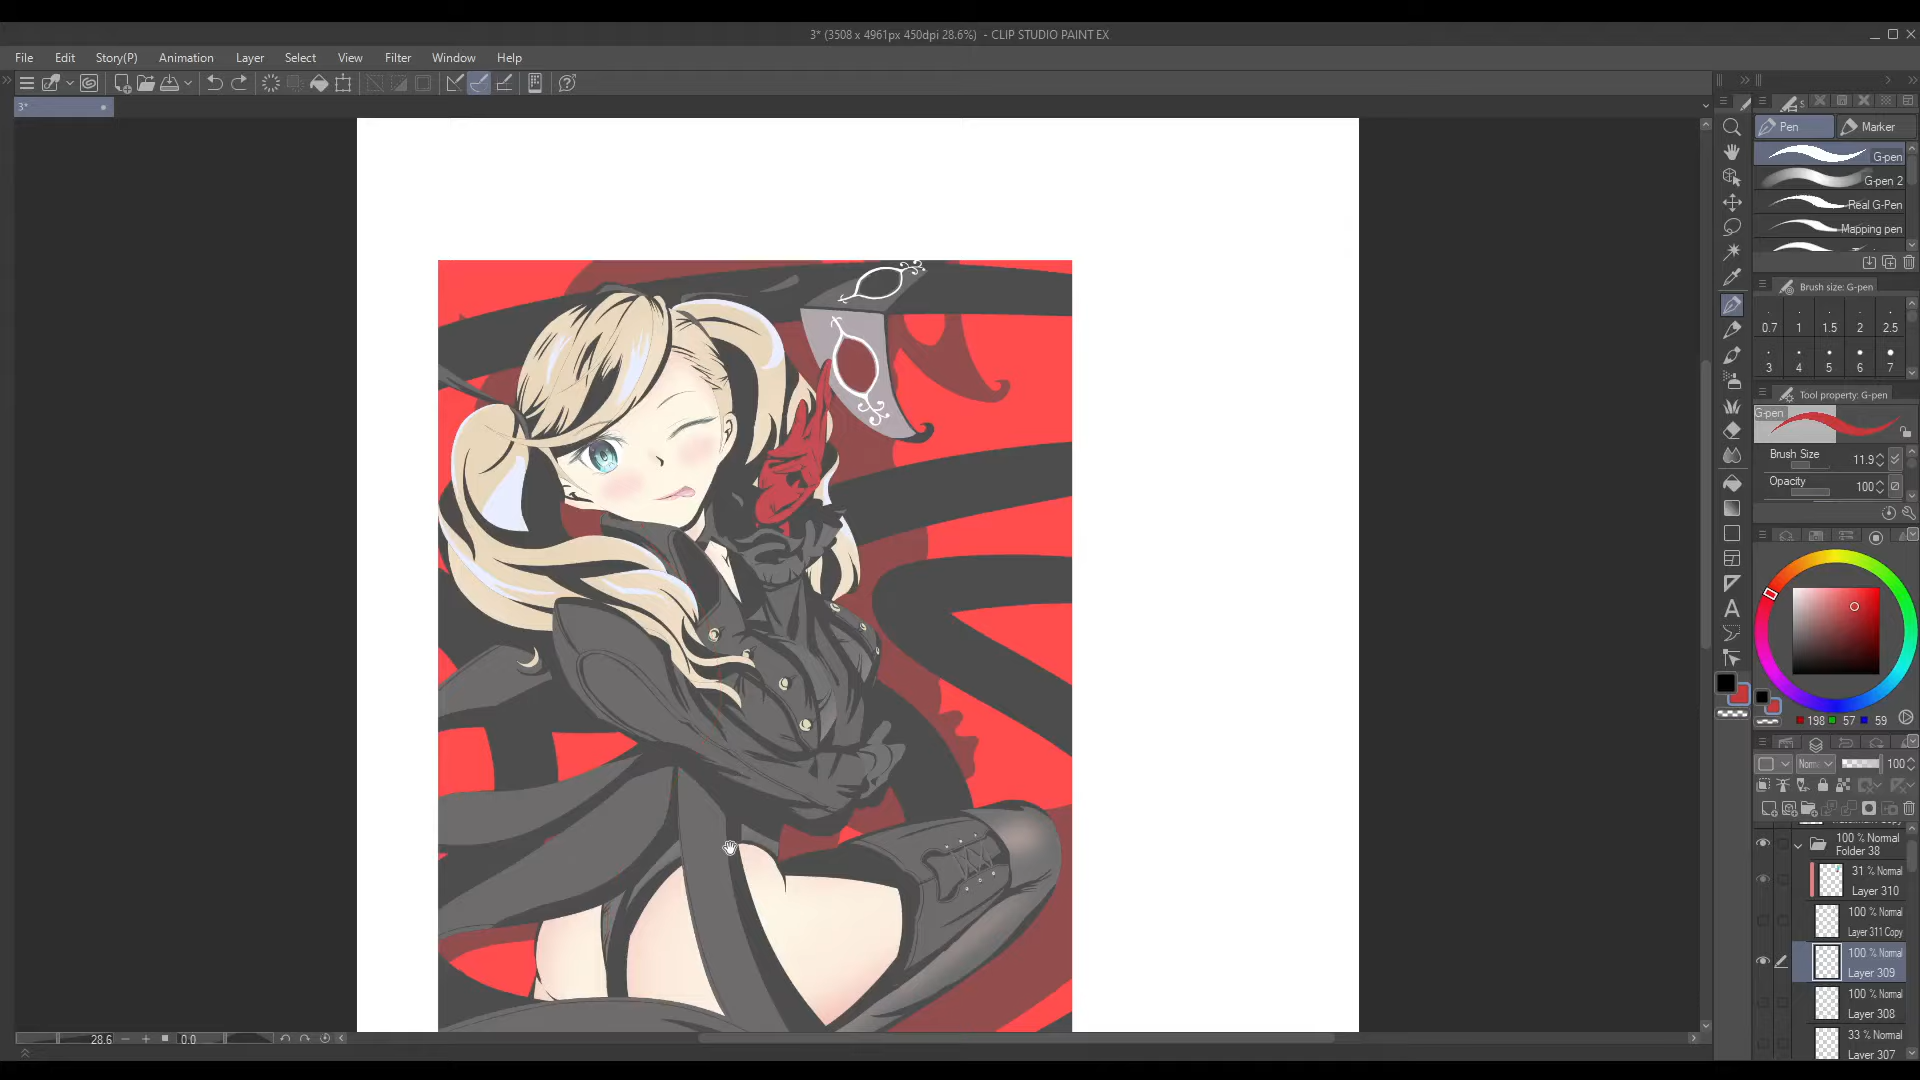 3* (3508 x 4961px 450dpi 28.6%)  - CLIP STUDIO PAINT EX
File Edit Story(P) Animation Layer Select View Filter Window Help
3*
Pen Marker
G-pen
G-pen 2
Real G-Pen
Mapping pen
Brush size: G-pen
0.7 1 1.5 2 2.5
3 4 5 6 7
Tool property: G-pen
G-pen
Brush Size 11.9
Opacity 100
198 57 59
100
100 % Normal
Folder 38
31 % Normal
Layer 310
100 % Normal
Layer 311 Copy
100 % Normal
Layer 309
100 % Normal
Layer 308
33 % Normal
Layer 307
28.6 0.0